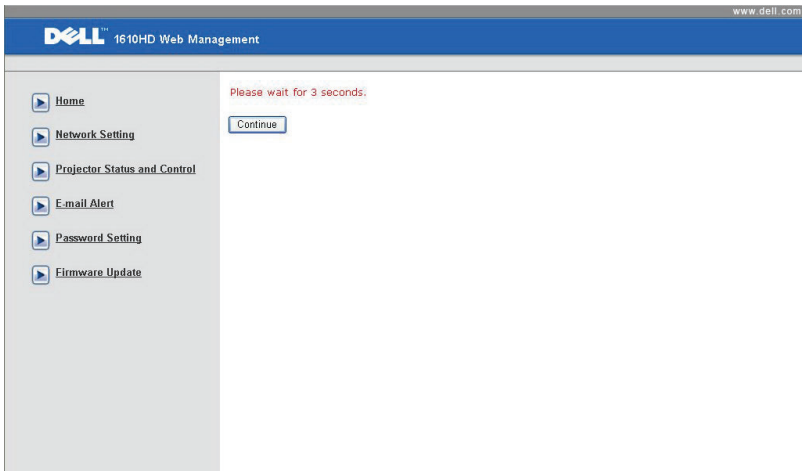 www.dell.com
DELL™ 1610HD Web Management
Home
Network Setting
Projector Status and Control
E-mail Alert
Password Setting
Firmware Update
Please wait for 3 seconds.
Continue